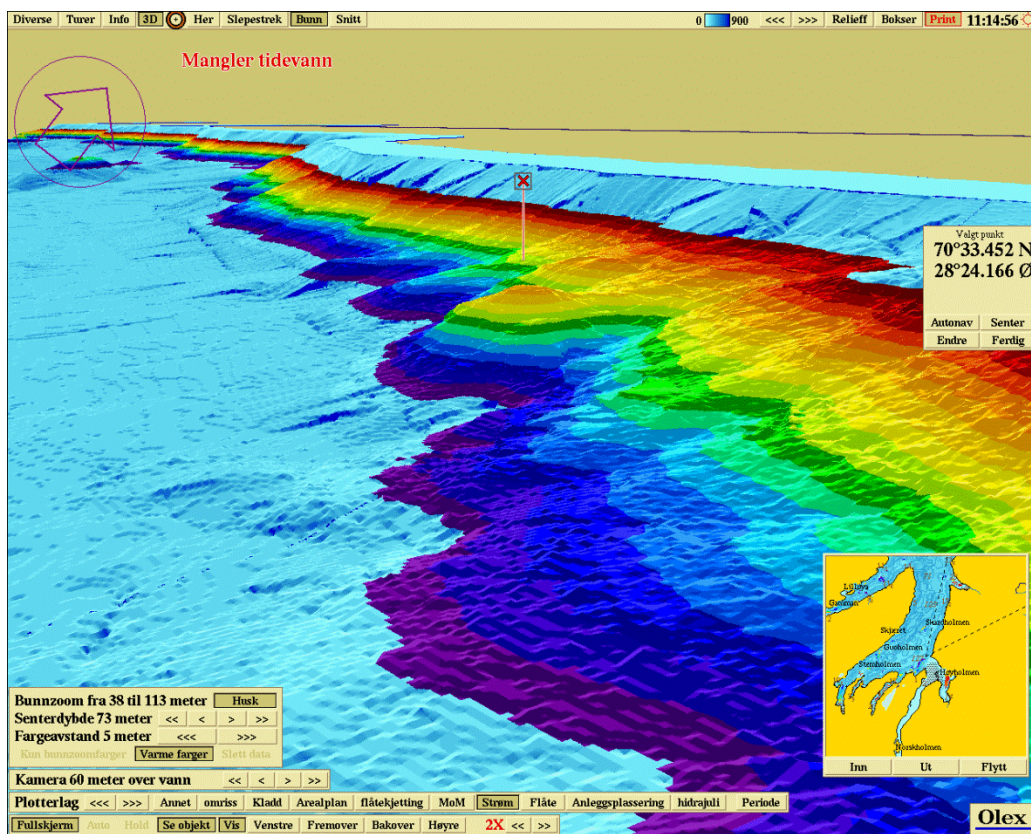 Diverse Turer Info 3D Her Slepestrek Bunn Snitt 0 900 <<< >>> Relieff Bokser Print 11:14:56
Mangler tidevann
Valgt punkt
70°33.452 N
28°24.166 Ø
Autonav Senter
Endre Ferdig
Skardholmen
Skjæret
Guoholmen
Stemholmen
Høyholmen
Norskholmen
Inn Ut Flytt
Bunnzoom fra 38 til 113 meter Husk
Senterdybde 73 meter << < > >>
Fargeavstand 5 meter <<< >>>
Kun bunnzoomfarger Varme farger Slett data
Kamera 60 meter over vann << < > >>
Plotterlag <<< >>> Annet omriss Kladd Arealplan flåtekjetting MoM Strøm Flåte Anleggsplassering hidrajuli Periode
Fullskjerm Auto Hold Se objekt Vis Venstre Fremover Bakover Høyre 2X << >>
Olex